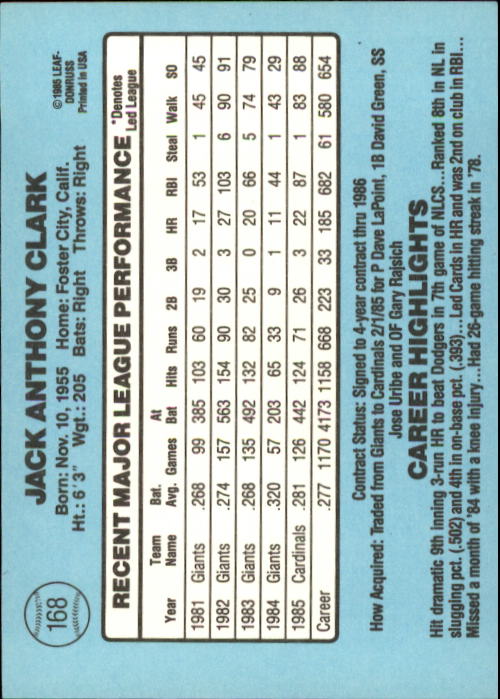 168
JACK ANTHONY CLARK
©1985 LEAF-
DONRUSS
Printed in USA
Born: Nov. 10, 1955 Home: Foster City, Calif.
Ht.: 6'3" Wgt.: 205 Bats: Right Throws: Right
RECENT MAJOR LEAGUE PERFORMANCE *Denotes
Led League
Year Team Name Bat. Avg. Games At Bat Hits Runs 2B 3B HR RBI Steal Walk SO
1981 Giants .268 99 385 103 60 19 2 17 53 1 45 45
1982 Giants .274 157 563 154 90 30 3 27 103 6 90 91
1983 Giants .268 135 492 132 82 25 0 20 66 5 74 79
1984 Giants .320 57 203 65 33 9 1 11 44 1 43 29
1985 Cardinals .281 126 442 124 71 26 3 22 87 1 83 88
Career .277 1170 4173 1158 668 223 33 185 682 61 580 654
Contract Status: Signed to 4-year contract thru 1986
How Acquired: Traded from Giants to Cardinals 2/1/85 for P Dave LaPoint, 1B David Green, SS
Jose Uribe and OF Gary Rajsich
CAREER HIGHLIGHTS
Hit dramatic 9th inning 3-run HR to beat Dodgers in 7th game of NLCS...Ranked 8th in NL in
slugging pct. (.502) and 4th in on-base pct. (.393)...Led Cards in HR and was 2nd on club in RBI...
Missed a month of '84 with a knee injury...Had 26-game hitting streak in '78.